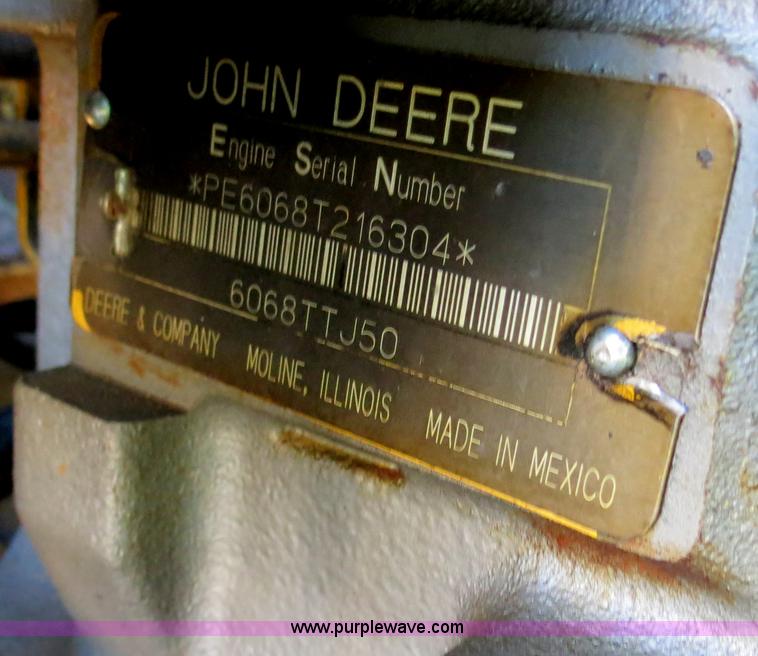 JOHN DEERE
Engine Serial Number
*PE6068T216304*
6068TTJ50
DEERE & COMPANY MOLINE, ILLINOIS MADE IN MEXICO
www.purplewave.com